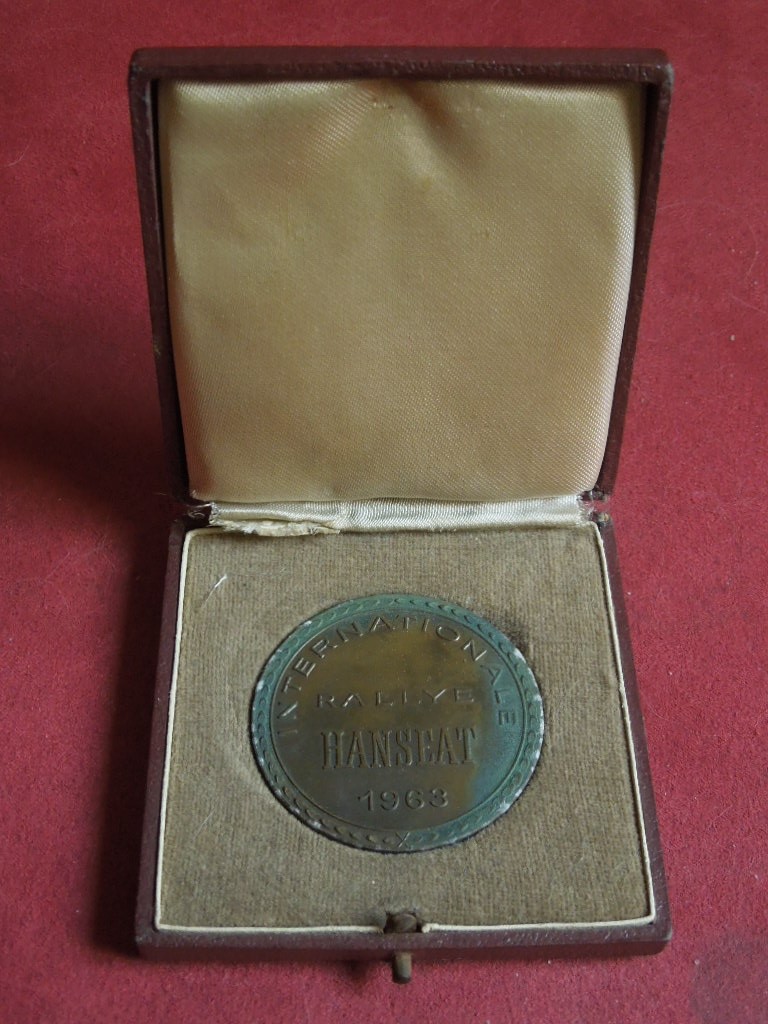 INTERNATIONALE
RALLYE
HANSEAT
1963